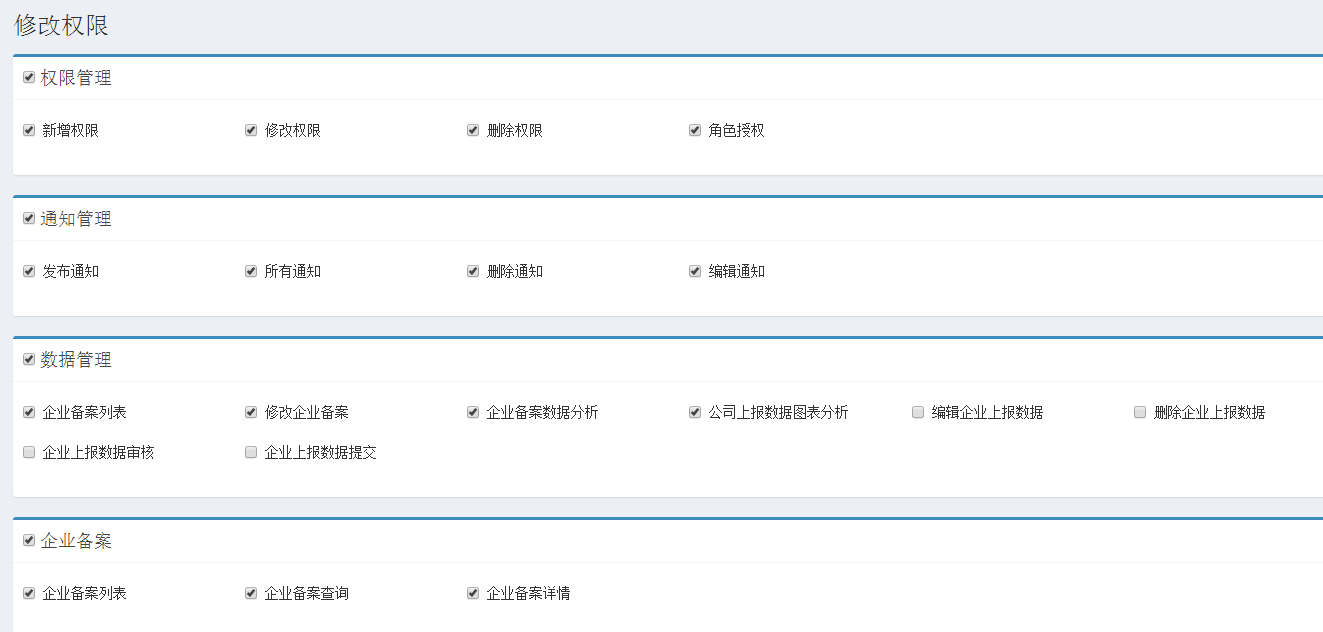 修改权限
权限管理
新增权限 修改权限 删除权限 角色授权
通知管理
发布通知 所有通知 删除通知 编辑通知
数据管理
企业备案列表 修改企业备案 企业备案数据分析 公司上报数据图表分析 编辑企业上报数据 删除企业上报数据
企业上报数据审核 企业上报数据提交
企业备案
企业备案列表 企业备案查询 企业备案详情